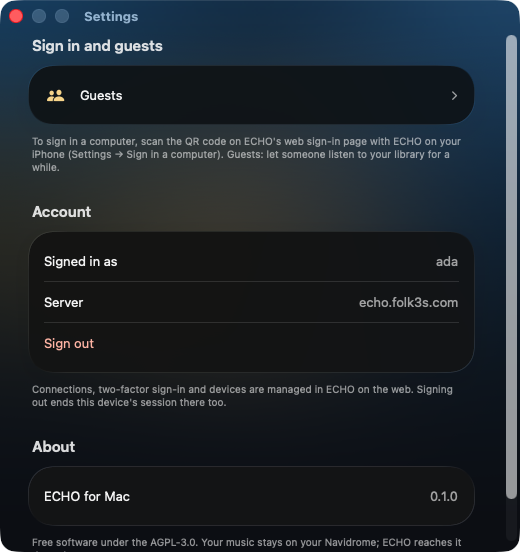 Settings
Sign in and guests
Guests
To sign in a computer, scan the QR code on ECHO's web sign-in page with ECHO on your
iPhone (Settings → Sign in a computer). Guests: let someone listen to your library for a
while.
Account
Signed in as ada
Server echo.folk3s.com
Sign out
Connections, two-factor sign-in and devices are managed in ECHO on the web. Signing
out ends this device's session there too.
About
ECHO for Mac 0.1.0
Free software under the AGPL-3.0. Your music stays on your Navidrome; ECHO reaches it